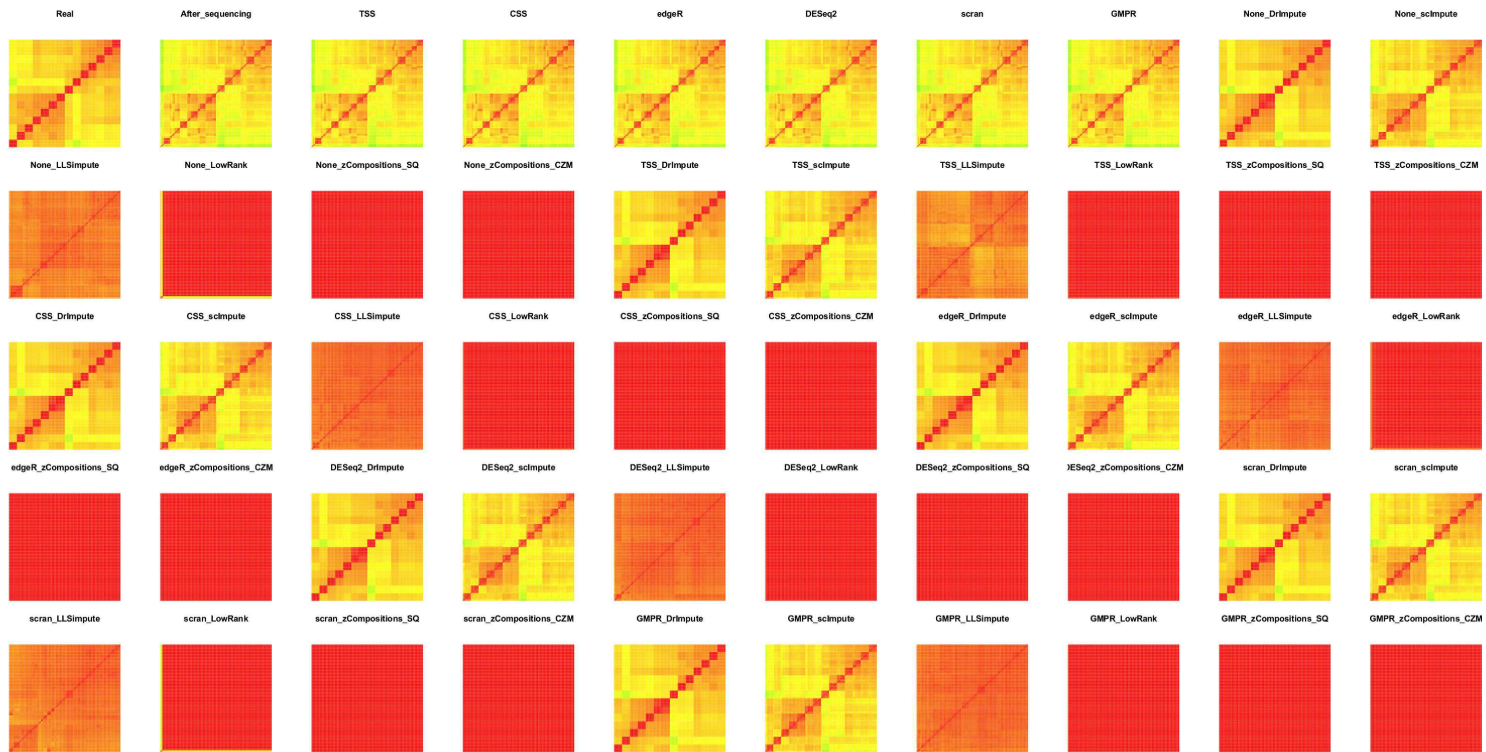 Real After_sequencing TSS CSS edgeR DESeq2 scran GMPR None_DrImpute None_scImpute
None_LLSimpute None_LowRank None_zCompositions_SQ None_zCompositions_CZM TSS_DrImpute TSS_scImpute TSS_LLSimpute TSS_LowRank TSS_zCompositions_SQ TSS_zCompositions_CZM
CSS_DrImpute CSS_scImpute CSS_LLSimpute CSS_LowRank CSS_zCompositions_SQ CSS_zCompositions_CZM edgeR_DrImpute edgeR_scImpute edgeR_LLSimpute edgeR_LowRank
edgeR_zCompositions_SQ edgeR_zCompositions_CZM DESeq2_DrImpute DESeq2_scImpute DESeq2_LLSimpute DESeq2_LowRank DESeq2_zCompositions_SQ DESeq2_zCompositions_CZM scran_DrImpute scran_scImpute
scran_LLSimpute scran_LowRank scran_zCompositions_SQ scran_zCompositions_CZM GMPR_DrImpute GMPR_scImpute GMPR_LLSimpute GMPR_LowRank GMPR_zCompositions_SQ GMPR_zCompositions_CZM